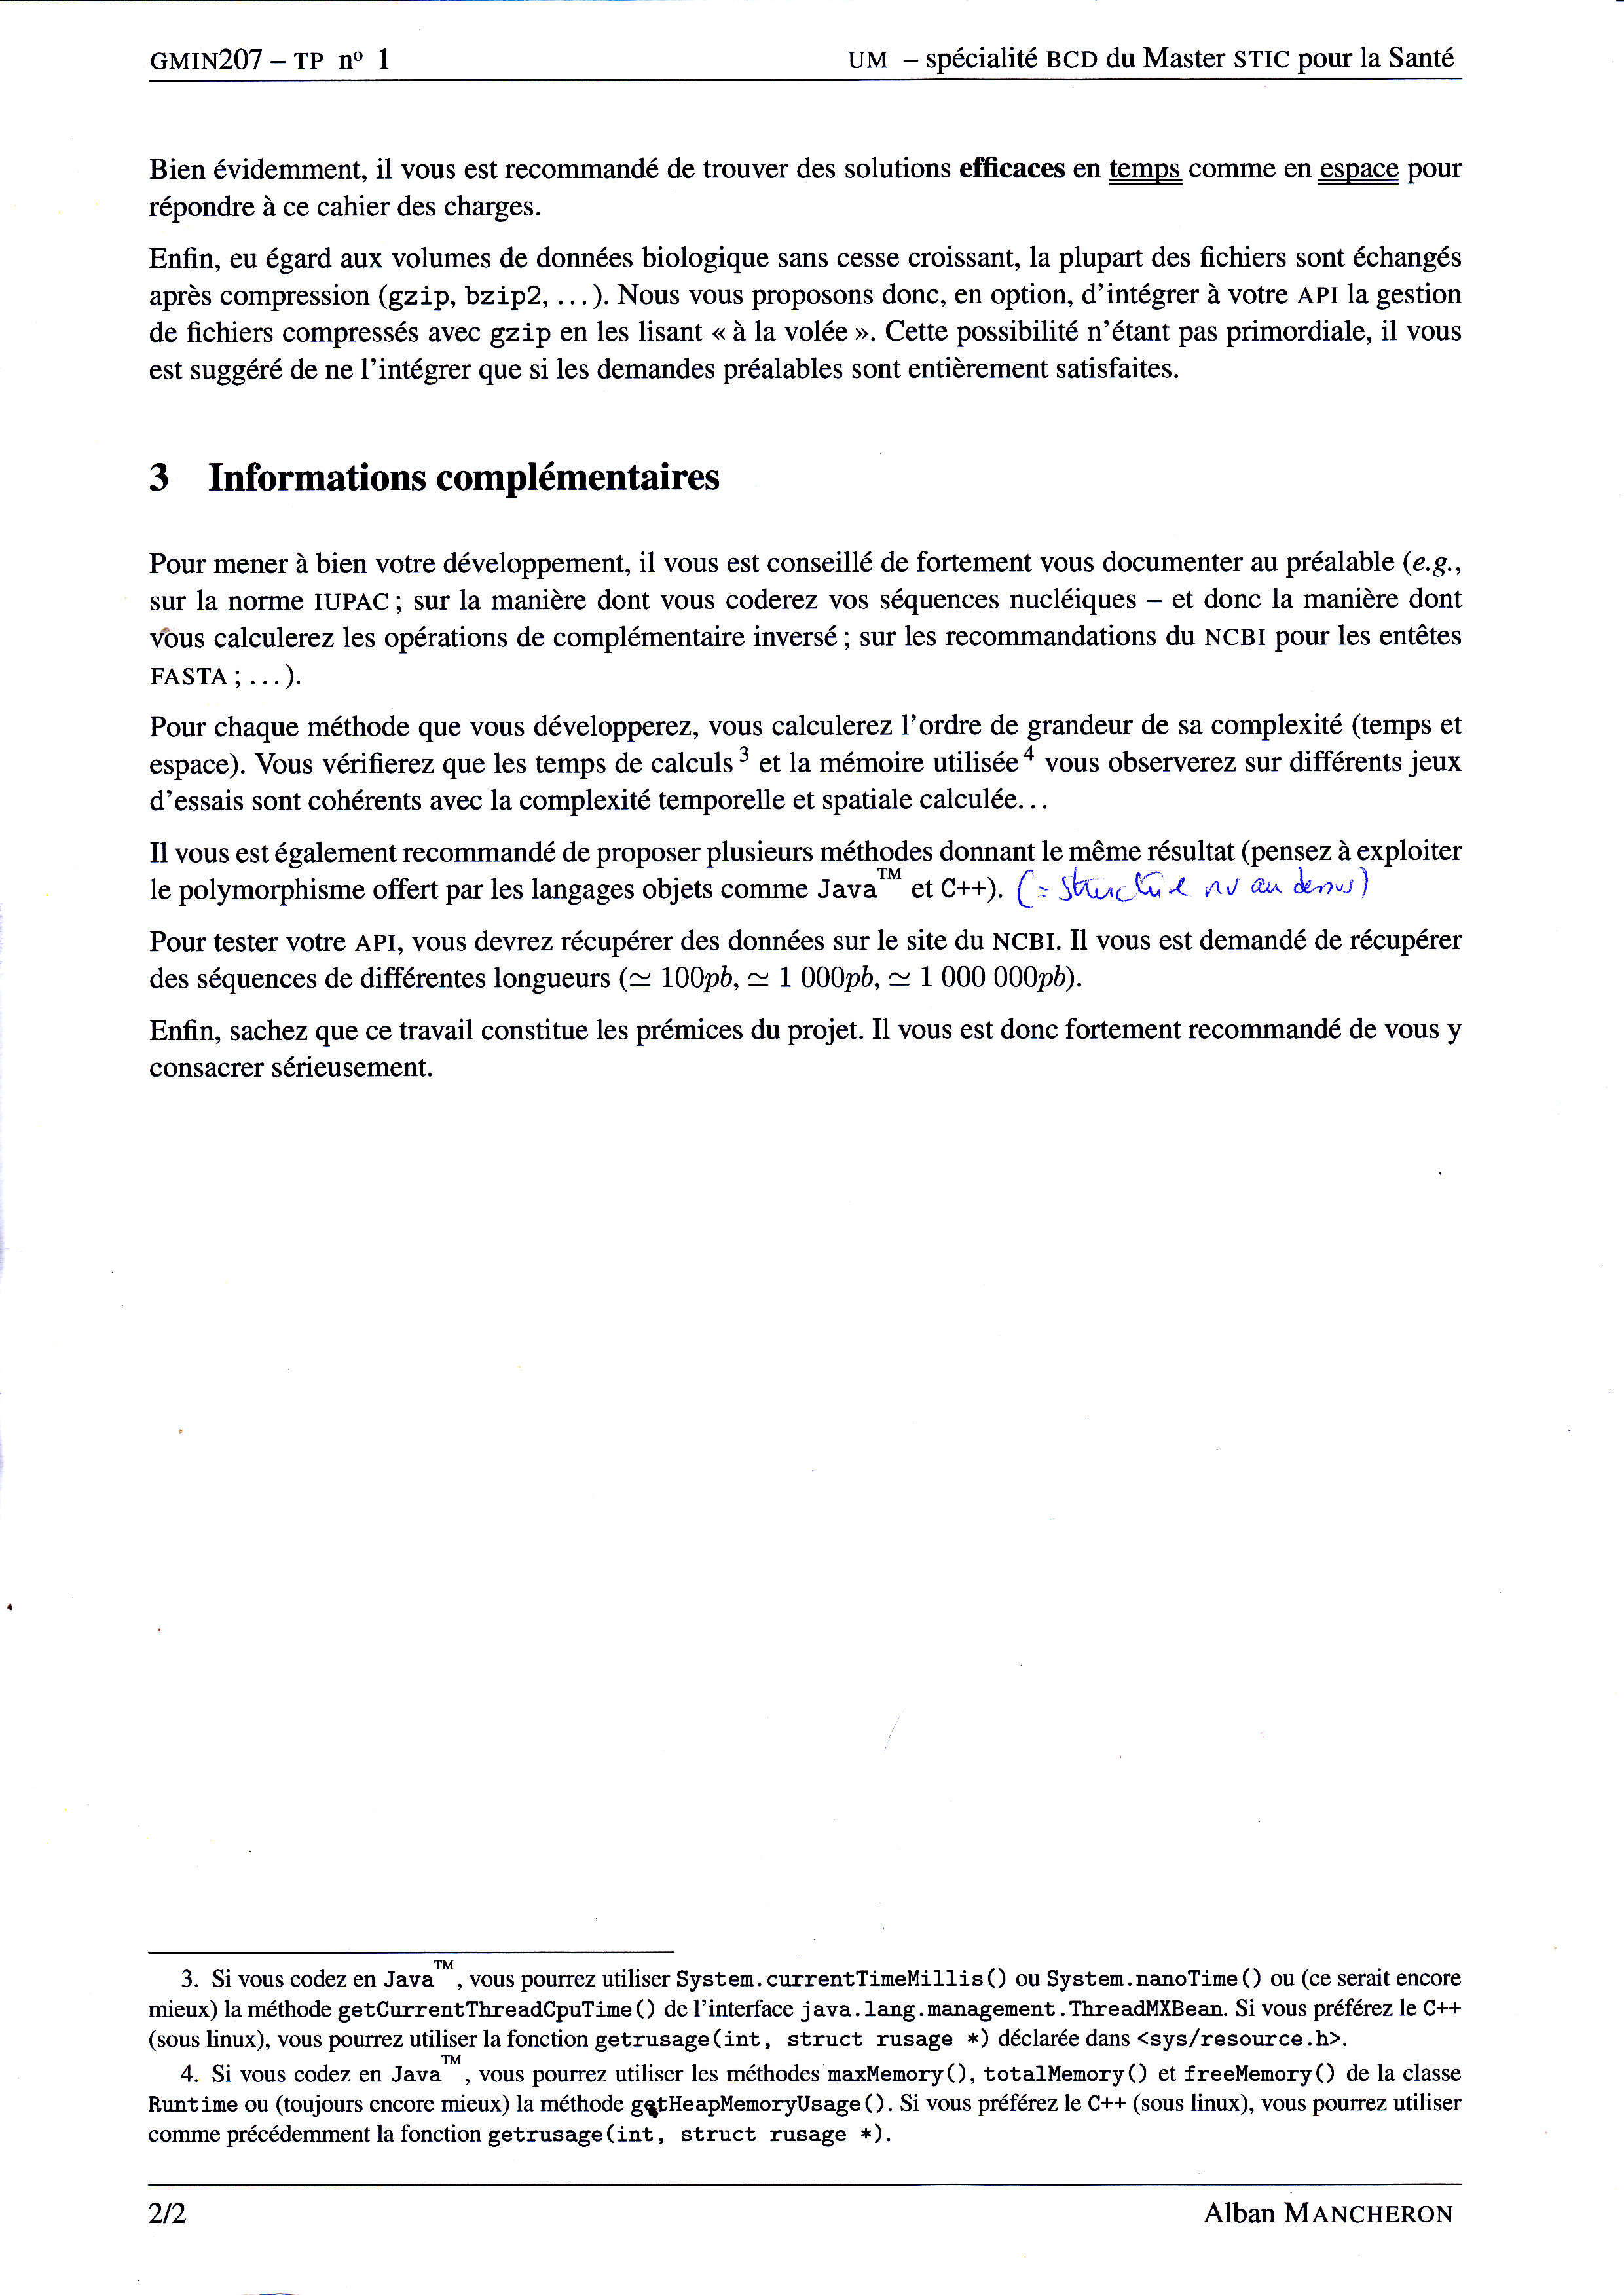 GMIN207 – TP nº 1 UM – spécialité BCD du Master STIC pour la Santé
Bien évidemment, il vous est recommandé de trouver des solutions efficaces en temps comme en espace pour
répondre à ce cahier des charges.
Enfin, eu égard aux volumes de données biologique sans cesse croissant, la plupart des fichiers sont échangés
après compression (gzip, bzip2, ...). Nous vous proposons donc, en option, d'intégrer à votre API la gestion
de fichiers compressés avec gzip en les lisant « à la volée ». Cette possibilité n'étant pas primordiale, il vous
est suggéré de ne l'intégrer que si les demandes préalables sont entièrement satisfaites.
3 Informations complémentaires
Pour mener à bien votre développement, il vous est conseillé de fortement vous documenter au préalable (e.g.,
sur la norme IUPAC ; sur la manière dont vous coderez vos séquences nucléiques – et donc la manière dont
vous calculerez les opérations de complémentaire inversé ; sur les recommandations du NCBI pour les entêtes
FASTA ; ...).
Pour chaque méthode que vous développerez, vous calculerez l'ordre de grandeur de sa complexité (temps et
espace). Vous vérifierez que les temps de calculs ³ et la mémoire utilisée ⁴ vous observerez sur différents jeux
d'essais sont cohérents avec la complexité temporelle et spatiale calculée...
Il vous est également recommandé de proposer plusieurs méthodes donnant le même résultat (pensez à exploiter
le polymorphisme offert par les langages objets comme Java™ et C++). (= structure nv au dessus)
Pour tester votre API, vous devrez récupérer des données sur le site du NCBI. Il vous est demandé de récupérer
des séquences de différentes longueurs (≃ 100pb, ≃ 1 000pb, ≃ 1 000 000pb).
Enfin, sachez que ce travail constitue les prémices du projet. Il vous est donc fortement recommandé de vous y
consacrer sérieusement.
3. Si vous codez en Java™, vous pourrez utiliser System.currentTimeMillis() ou System.nanoTime() ou (ce serait encore
mieux) la méthode getCurrentThreadCpuTime() de l'interface java.lang.management.ThreadMXBean. Si vous préférez le C++
(sous linux), vous pourrez utiliser la fonction getrusage(int, struct rusage *) déclarée dans <sys/resource.h>.
4. Si vous codez en Java™, vous pourrez utiliser les méthodes maxMemory(), totalMemory() et freeMemory() de la classe
Runtime ou (toujours encore mieux) la méthode getHeapMemoryUsage(). Si vous préférez le C++ (sous linux), vous pourrez utiliser
comme précédemment la fonction getrusage(int, struct rusage *).
2/2 Alban MANCHERON